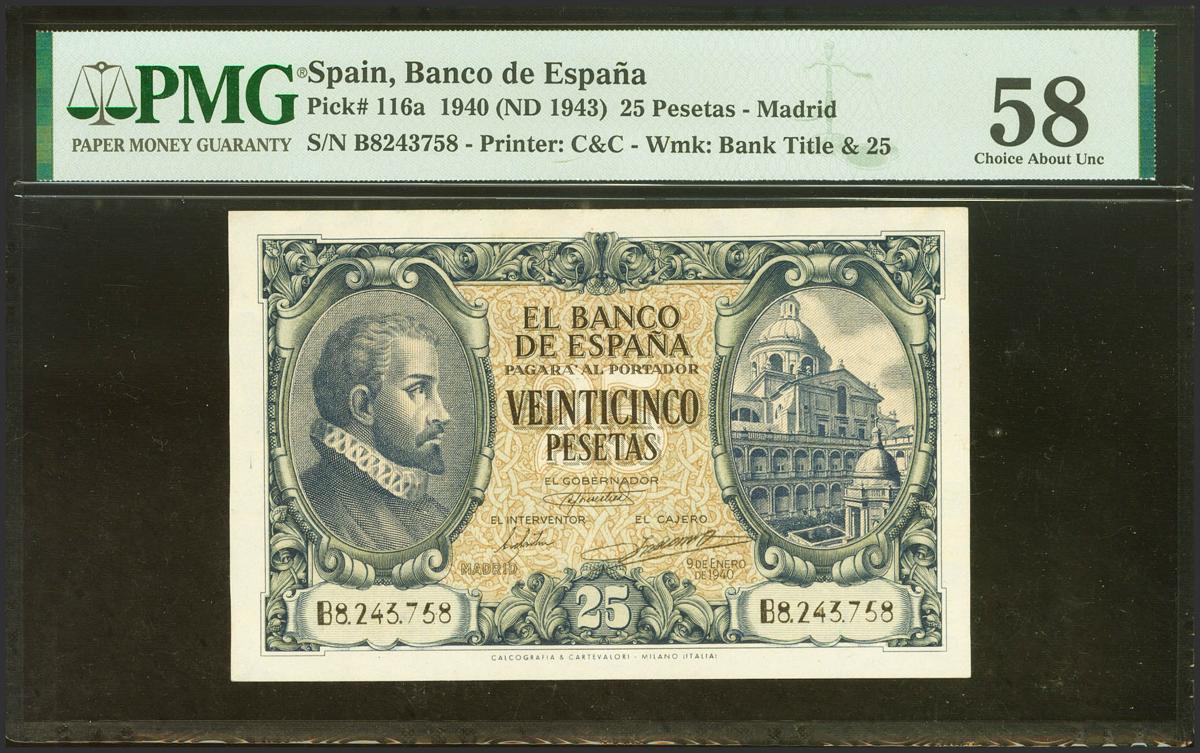 PMG®
PAPER MONEY GUARANTY
Spain, Banco de España
Pick# 116a 1940 (ND 1943) 25 Pesetas - Madrid
S/N B8243758 - Printer: C&C - Wmk: Bank Title & 25
58
Choice About Unc
EL BANCO
DE ESPAÑA
PAGARA' AL PORTADOR
25
VEINTICINCO
PESETAS
EL GOBERNADOR
EL INTERVENTOR
EL CAJERO
MADRID
9 DE ENERO
DE 1940
B8.243.758
25
B8.243.758
CALCOGRAFIA & CARTEVALORI - MILANO (ITALIA)